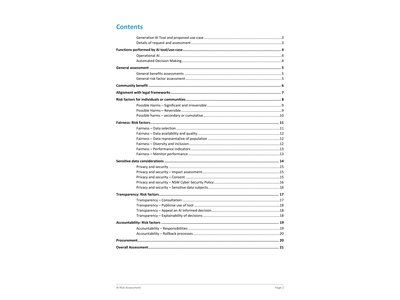 Contents
Generative AI Tool and proposed use case 3
Details of request and assessment 3
Functions performed by AI tool/use case 4
Operational AI 4
Automated Decision Making 4
General assessment 5
General benefits assessments 5
General risk factor assessment 5
Community benefit 6
Alignment with legal frameworks 7
Risk factors for individuals or communities 8
Possible Harms – Significant and Irreversible 8
Possible Harms – Reversible 9
Possible Harms – secondary or cumulative 10
Fairness: Risk factors 11
Fairness – Data selection 11
Fairness – Data availability and quality 12
Fairness – Data representative of population 12
Fairness – Diversity and inclusion 12
Fairness – Performance indicators 13
Fairness – Monitor performance 13
Sensitive data considerations 14
Privacy and security 15
Privacy and security – impact assessment 15
Privacy and security – Consent 15
Privacy and security – NSW Cyber Security Policy 16
Privacy and security – Sensitive data subjects 16
Transparency: Risk factors 17
Transparency – Consultation 17
Transparency – Publicise use of tool 18
Transparency – Appeal an AI informed decision 18
Transparency – Explainability of decisions 18
Accountability: Risk factors 19
Accountability – Responsibilities 19
Accountability – Rollback processes 20
Procurement 20
Overall Assessment 21
AI Risk Assessment Page 2